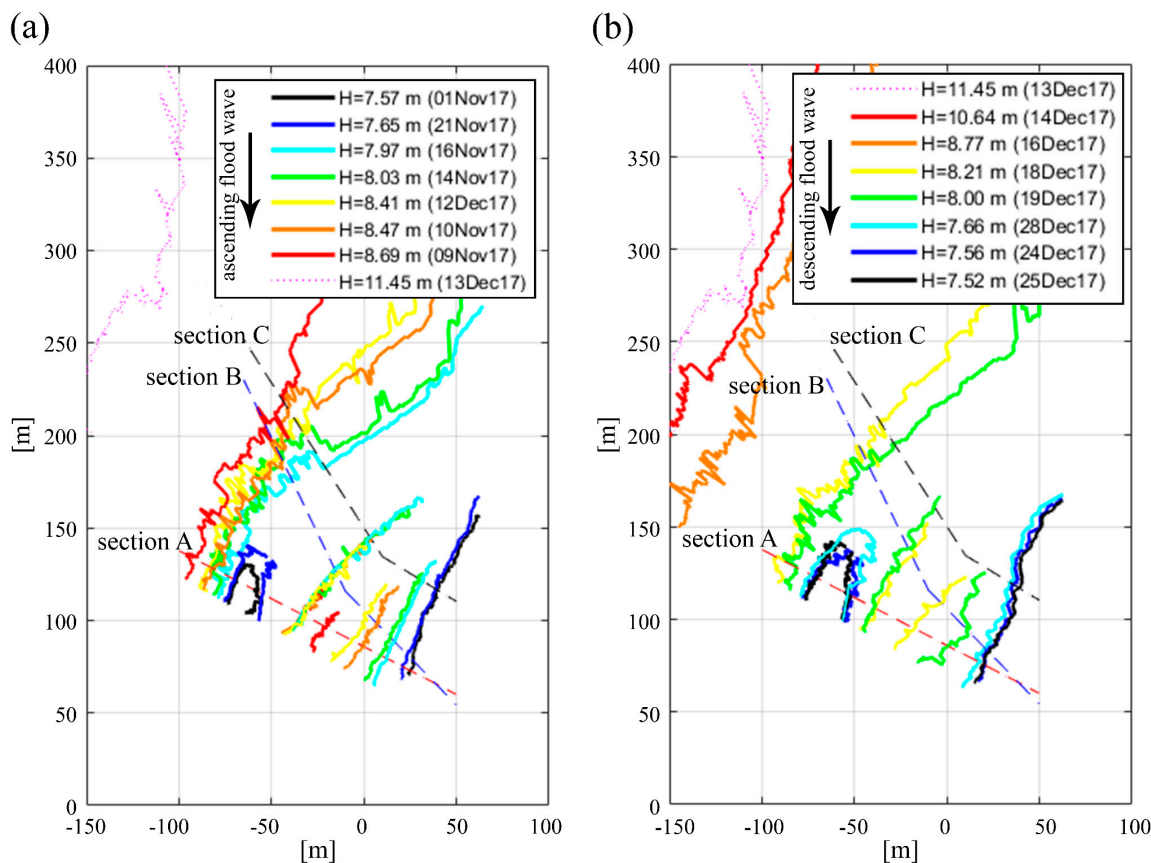 (a)
400
350
300
250
200
150
100
50
0
[m]
-150
-100
-50
0
50
100
[m]
ascending flood wave
H=7.57 m (01Nov17)
H=7.65 m (21Nov17)
H=7.97 m (16Nov17)
H=8.03 m (14Nov17)
H=8.41 m (12Dec17)
H=8.47 m (10Nov17)
H=8.69 m (09Nov17)
H=11.45 m (13Dec17)
section C
section B
section A
(b)
400
350
300
250
200
150
100
50
0
[m]
-150
-100
-50
0
50
100
[m]
descending flood wave
H=11.45 m (13Dec17)
H=10.64 m (14Dec17)
H=8.77 m (16Dec17)
H=8.21 m (18Dec17)
H=8.00 m (19Dec17)
H=7.66 m (28Dec17)
H=7.56 m (24Dec17)
H=7.52 m (25Dec17)
section C
section B
section A